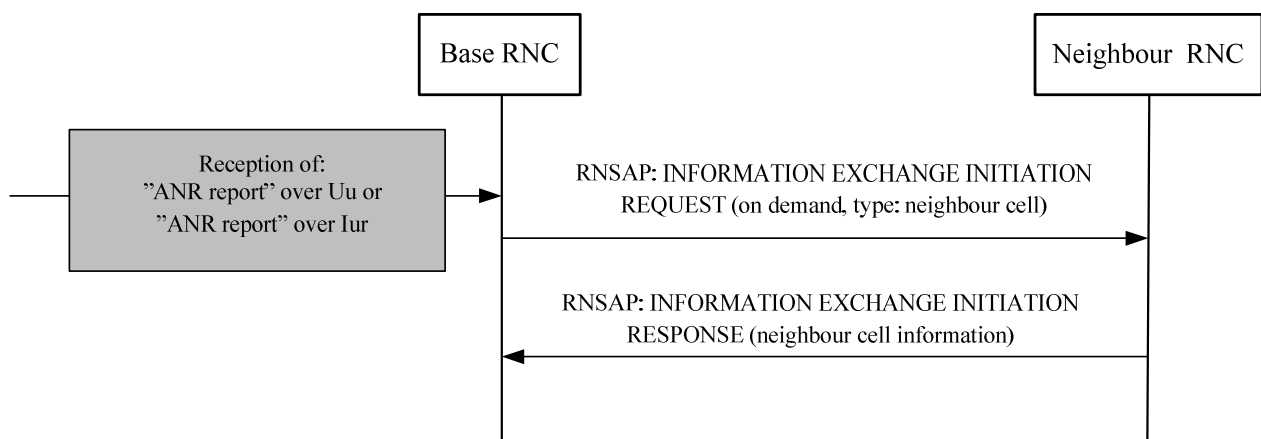 Base RNC
Neighbour RNC
Reception of:
”ANR report” over Uu or
”ANR report” over Iur
RNSAP: INFORMATION EXCHANGE INITIATION
REQUEST (on demand, type: neighbour cell)
RNSAP: INFORMATION EXCHANGE INITIATION
RESPONSE (neighbour cell information)